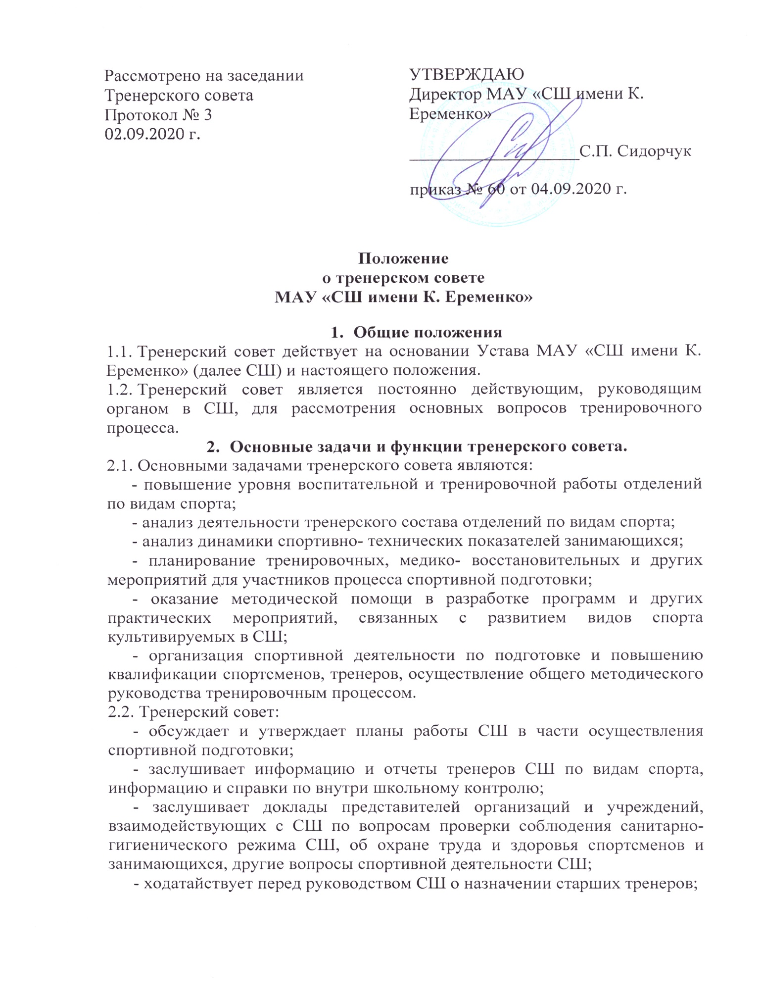 Рассмотрено на заседании
Тренерского совета
Протокол № 3
02.09.2020 г.
УТВЕРЖДАЮ
Директор МАУ «СШ имени К.
Еременко»
____________________С.П. Сидорчук
приказ № 60 от 04.09.2020 г.
Положение
о тренерском совете
МАУ «СШ имени К. Еременко»
1. Общие положения
1.1. Тренерский совет действует на основании Устава МАУ «СШ имени К.
Еременко» (далее СШ) и настоящего положения.
1.2. Тренерский совет является постоянно действующим, руководящим
органом в СШ, для рассмотрения основных вопросов тренировочного
процесса.
2. Основные задачи и функции тренерского совета.
2.1. Основными задачами тренерского совета являются:
- повышение уровня воспитательной и тренировочной работы отделений
по видам спорта;
- анализ деятельности тренерского состава отделений по видам спорта;
- анализ динамики спортивно- технических показателей занимающихся;
- планирование тренировочных, медико- восстановительных и других
мероприятий для участников процесса спортивной подготовки;
- оказание методической помощи в разработке программ и других
практических мероприятий, связанных с развитием видов спорта
культивируемых в СШ;
- организация спортивной деятельности по подготовке и повышению
квалификации спортсменов, тренеров, осуществление общего методического
руководства тренировочным процессом.
2.2. Тренерский совет:
- обсуждает и утверждает планы работы СШ в части осуществления
спортивной подготовки;
- заслушивает информацию и отчеты тренеров СШ по видам спорта,
информацию и справки по внутри школьному контролю;
- заслушивает доклады представителей организаций и учреждений,
взаимодействующих с СШ по вопросам проверки соблюдения санитарно-
гигиенического режима СШ, об охране труда и здоровья спортсменов и
занимающихся, другие вопросы спортивной деятельности СШ;
- ходатайствует перед руководством СШ о назначении старших тренеров;